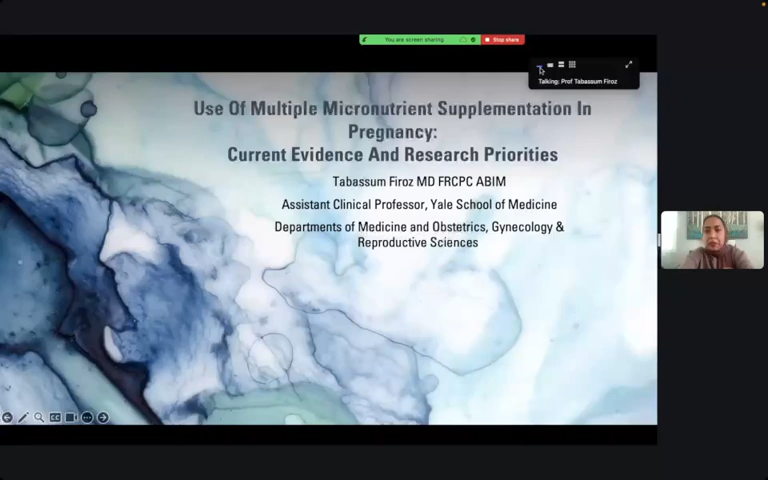 You are screen sharing
Stop share
Talking: Prof Tabassum Firoz
Use Of Multiple Micronutrient Supplementation In
Pregnancy:
Current Evidence And Research Priorities
Tabassum Firoz MD FRCPC ABIM
Assistant Clinical Professor, Yale School of Medicine
Departments of Medicine and Obstetrics, Gynecology &
Reproductive Sciences
CC